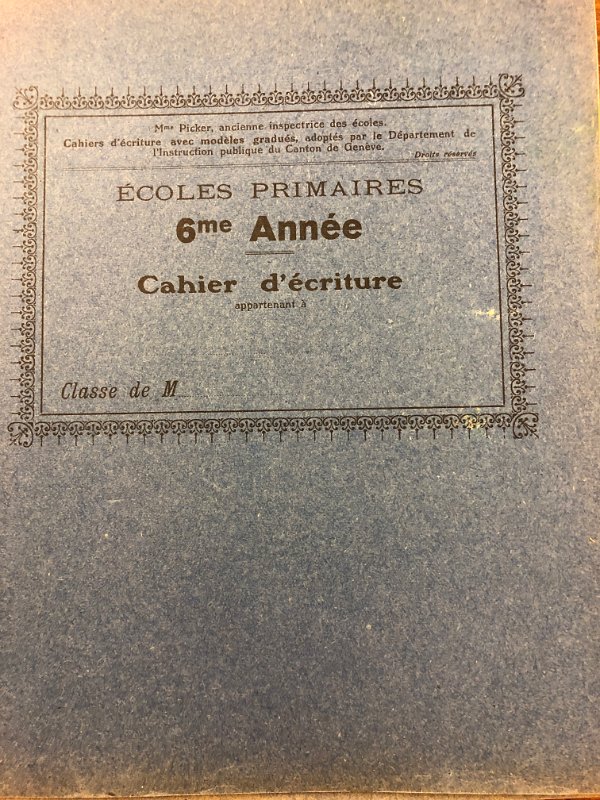 Mme Picker, ancienne inspectrice des écoles.
Cahiers d'écriture avec modèles gradués, adoptés par le Département de
l'Instruction publique du Canton de Genève.
Droits réservés
ÉCOLES PRIMAIRES
6me Année
Cahier d'écriture
appartenant à
Classe de M